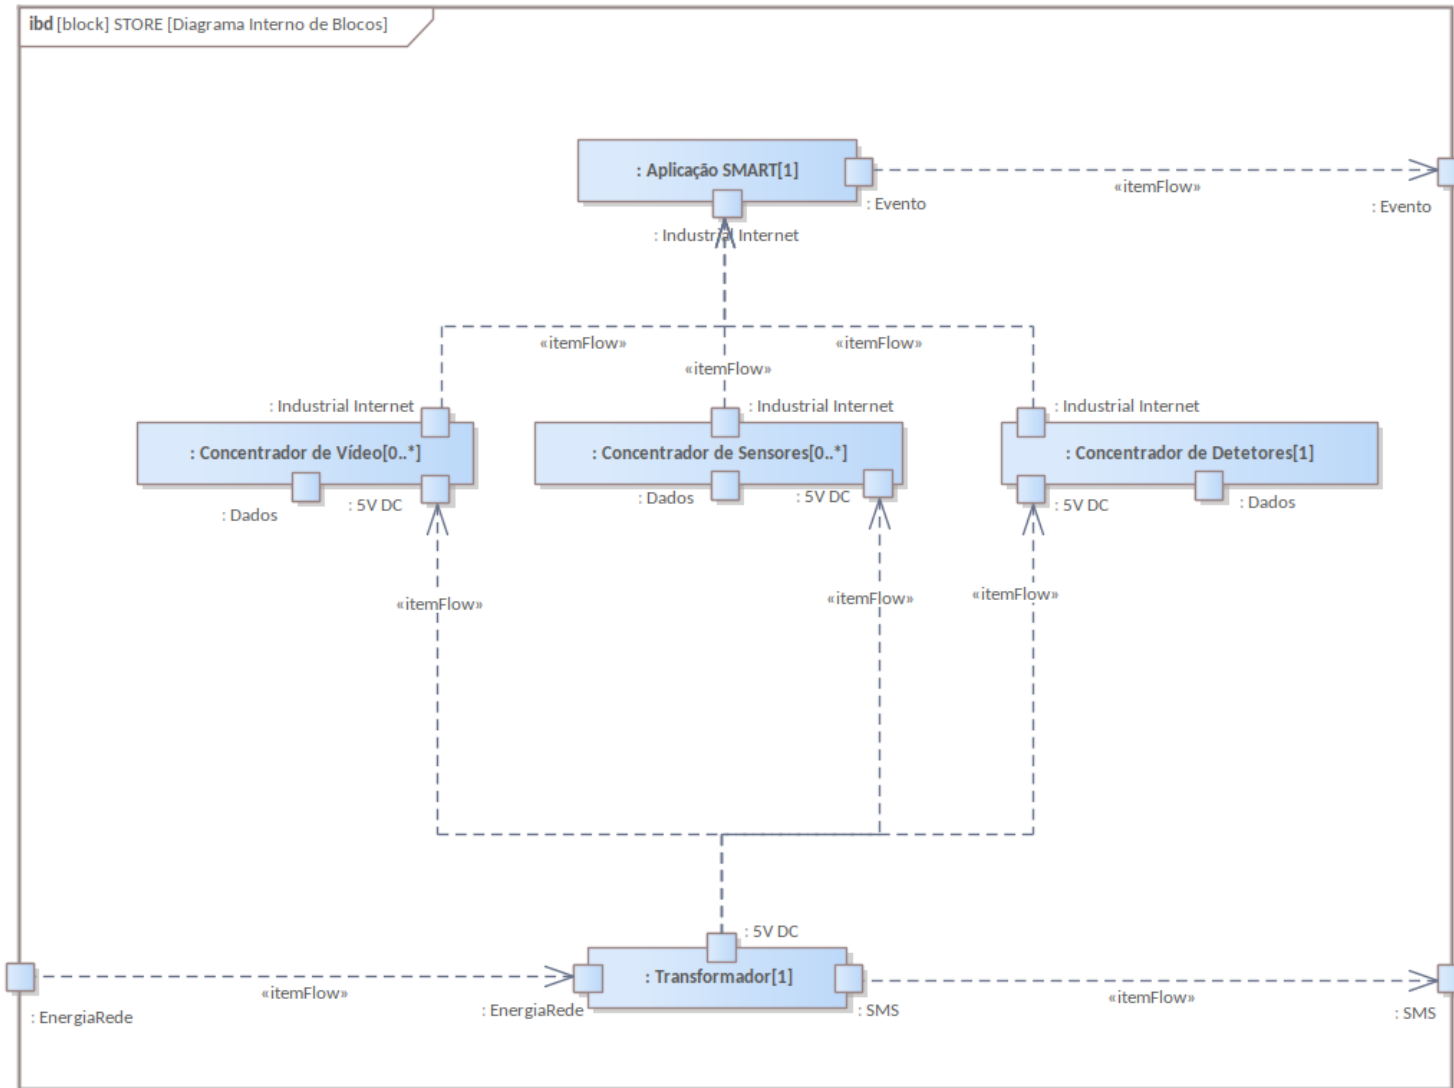 ibd [block] STORE [Diagrama Interno de Blocos]
: Aplicação SMART[1]
«itemFlow»
: Evento
: Evento
: Industrial Internet
«itemFlow»
«itemFlow»
«itemFlow»
: Industrial Internet
: Industrial Internet
: Industrial Internet
: Concentrador de Vídeo[0..*]
: Concentrador de Sensores[0..*]
: Concentrador de Detetores[1]
: Dados
: 5V DC
: Dados
: 5V DC
: 5V DC
: Dados
«itemFlow»
«itemFlow»
«itemFlow»
: 5V DC
: Transformador[1]
«itemFlow»
«itemFlow»
: EnergiaRede
: EnergiaRede
: SMS
: SMS